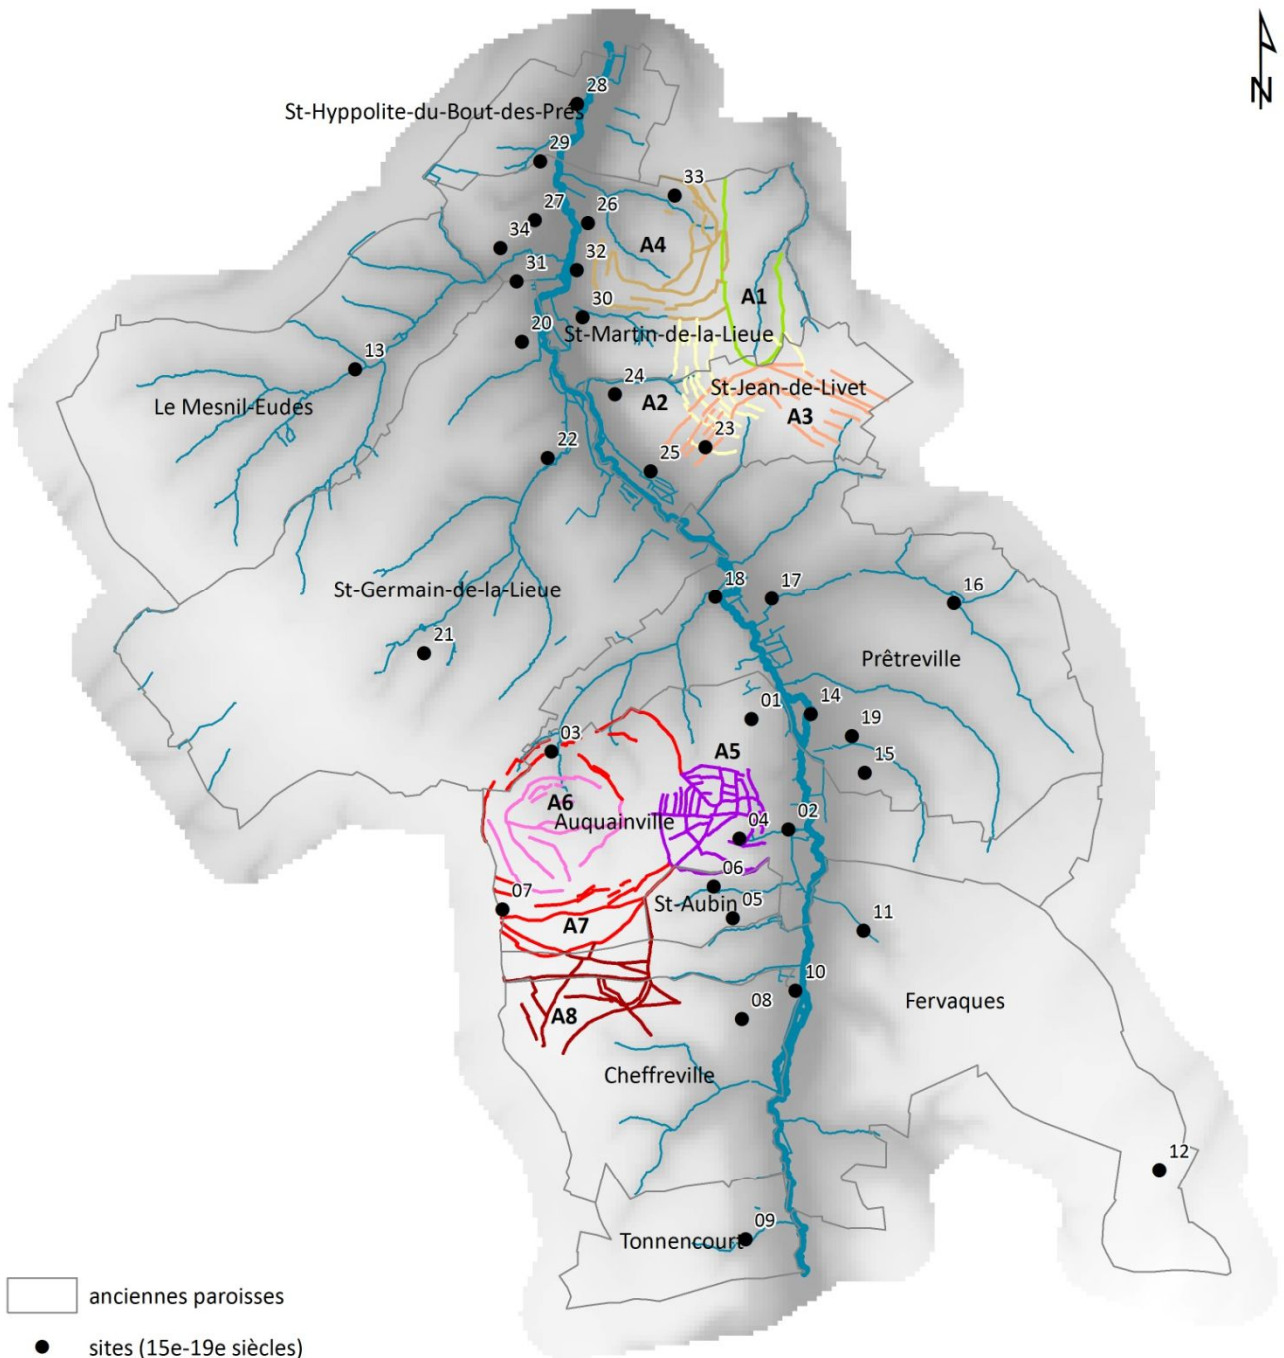 N
28
St-Hyppolite-du-Bout-des-Prés
29
33
27
26
34
A4
32
31
A1
30
St-Martin-de-la-Lieue
20
13
St-Jean-de-Livet
24
A2
Le Mesnil-Eudes
A3
23
22
25
18
17
16
St-Germain-de-la-Lieue
21
Prêtreville
01
14
19
03
A5
15
A6
Auquainville
02
04
06
07
St-Aubin
05
11
A7
10
Fervaques
08
A8
Cheffreville
12
09
Tonnencourt
anciennes paroisses
sites (15e-19e siècles)